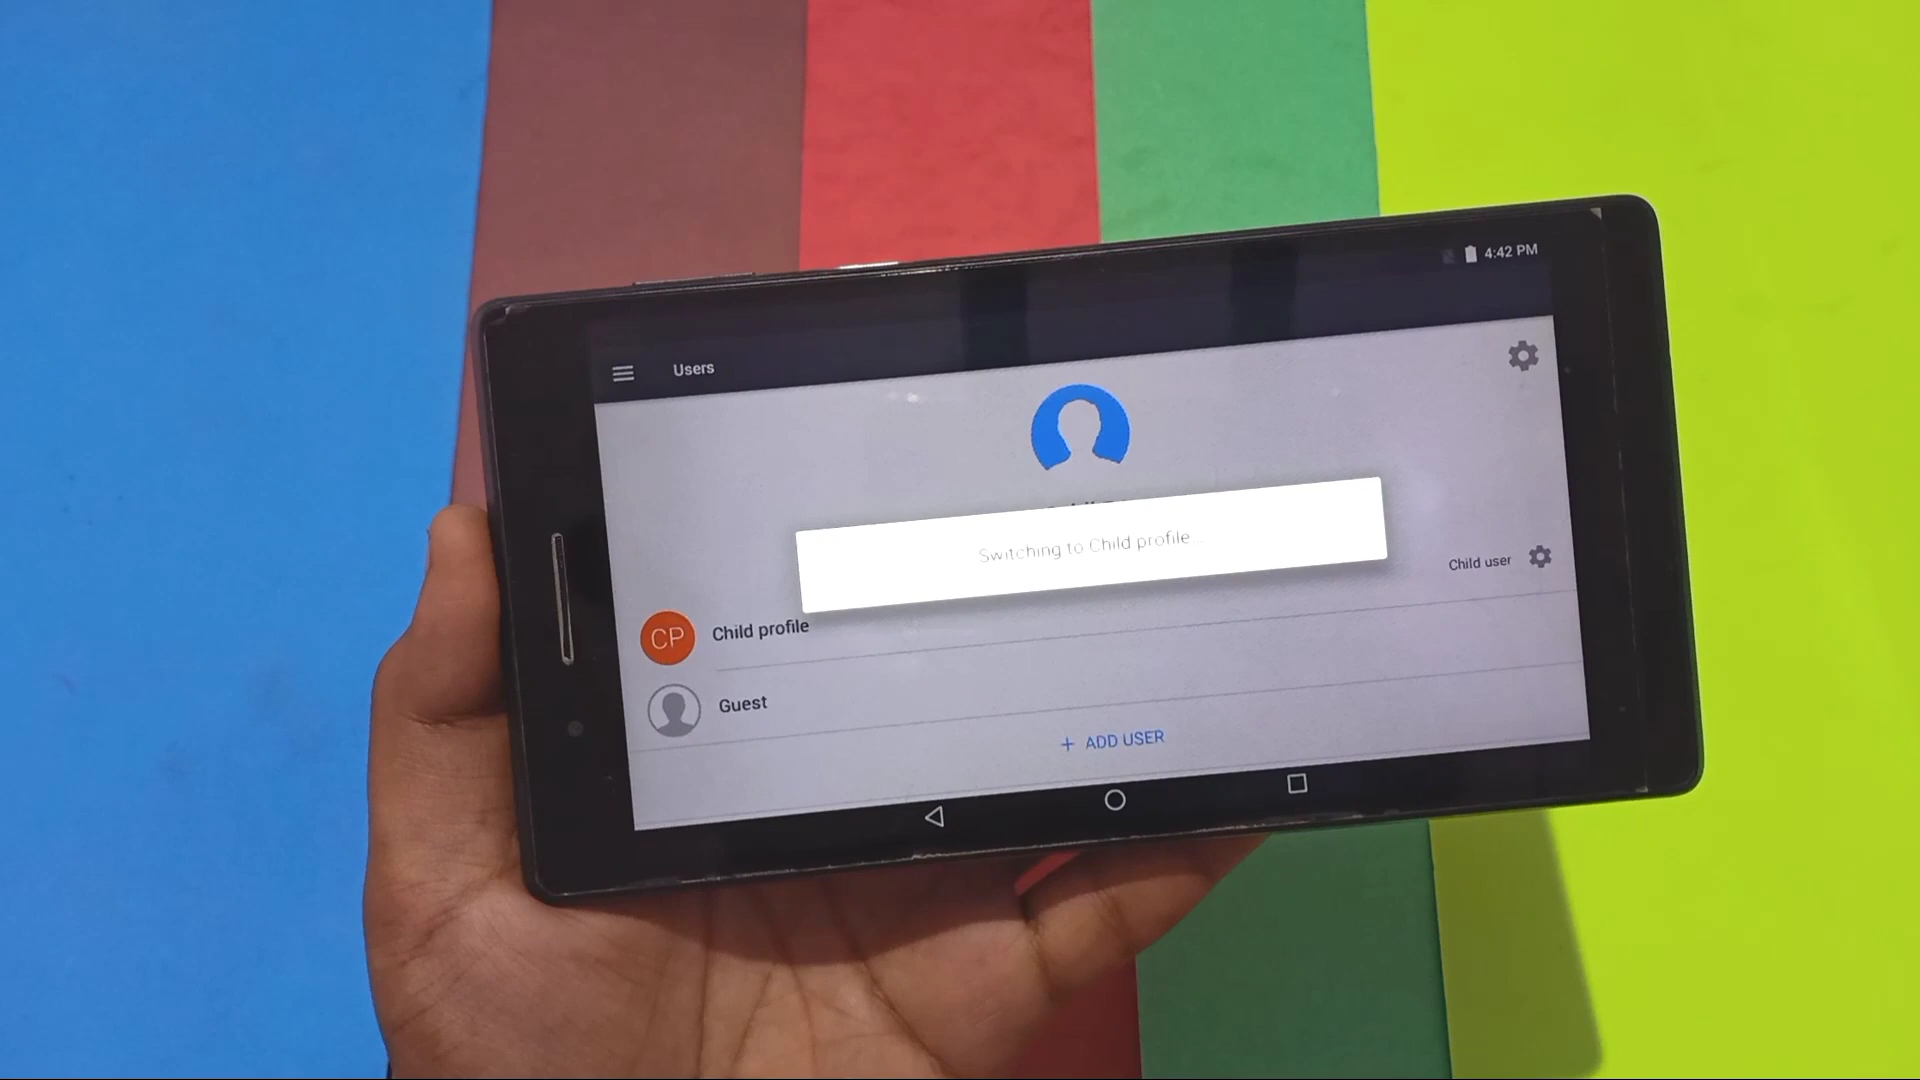 4:42 PM
Users
Switching to Child profile...
Child user
CP
Child profile
Guest
+ ADD USER